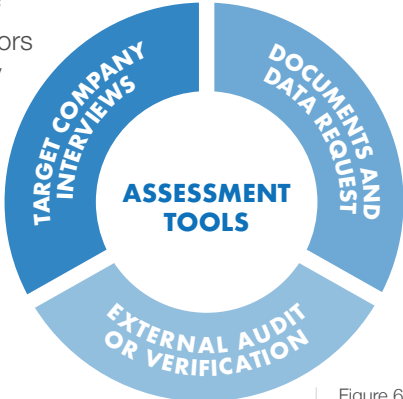 ors
TARGET COMPANY
INTERVIEWS
DOCUMENTS AND
DATA REQUEST
ASSESSMENT
TOOLS
EXTERNAL AUDIT
OR VERIFICATION
Figure 6